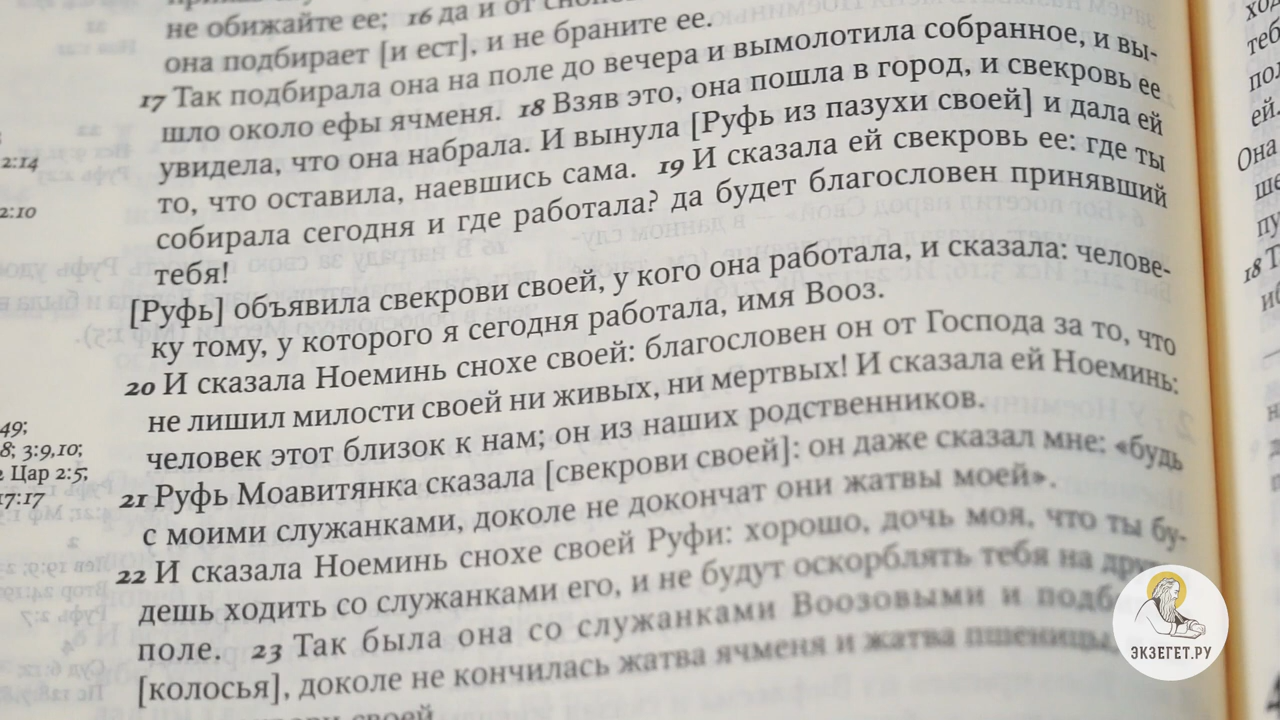 не обижайте ее; 16 да и от
она подбирает [и ест], и не браните ее.
17 Так подбирала она на поле до вечера и вымолотила собранное, и вы-
шло около ефы ячменя. 18 Взяв это, она пошла в город, и свекровь ее
увидела, что она набрала. И вынула [Руфь из пазухи своей] и дала ей
то, что оставила, наевшись сама. 19 И сказала ей свекровь ее: где ты
собирала сегодня и где работала? да будет благословен принявший
тебя!
[Руфь] объявила свекрови своей, у кого она работала, и сказала: челове-
ку тому, у которого я сегодня работала, имя Вооз.
20 И сказала Ноеминь снохе своей: благословен он от Господа за то, что
не лишил милости своей ни живых, ни мертвых! И сказала ей Ноеминь:
человек этот близок к нам; он из наших родственников.
21 Руфь Моавитянка сказала [свекрови своей]: он даже сказал мне: «будь
с моими служанками, доколе не докончат они жатвы моей».
22 И сказала Ноеминь снохе своей Руфи: хорошо, дочь моя, что ты бу-
дешь ходить со служанками его, и не будут оскорблять тебя на
поле. 23 Так была она со служанками Воозовыми и
[колосья], доколе не кончилась жатва ячменя и жатва пшеницы,
своей
2:14
2:10
49;
8; 3:9,10;
Цар 2:5;
17:17
Она
18
ЭКЗЕГЕТ.РУ